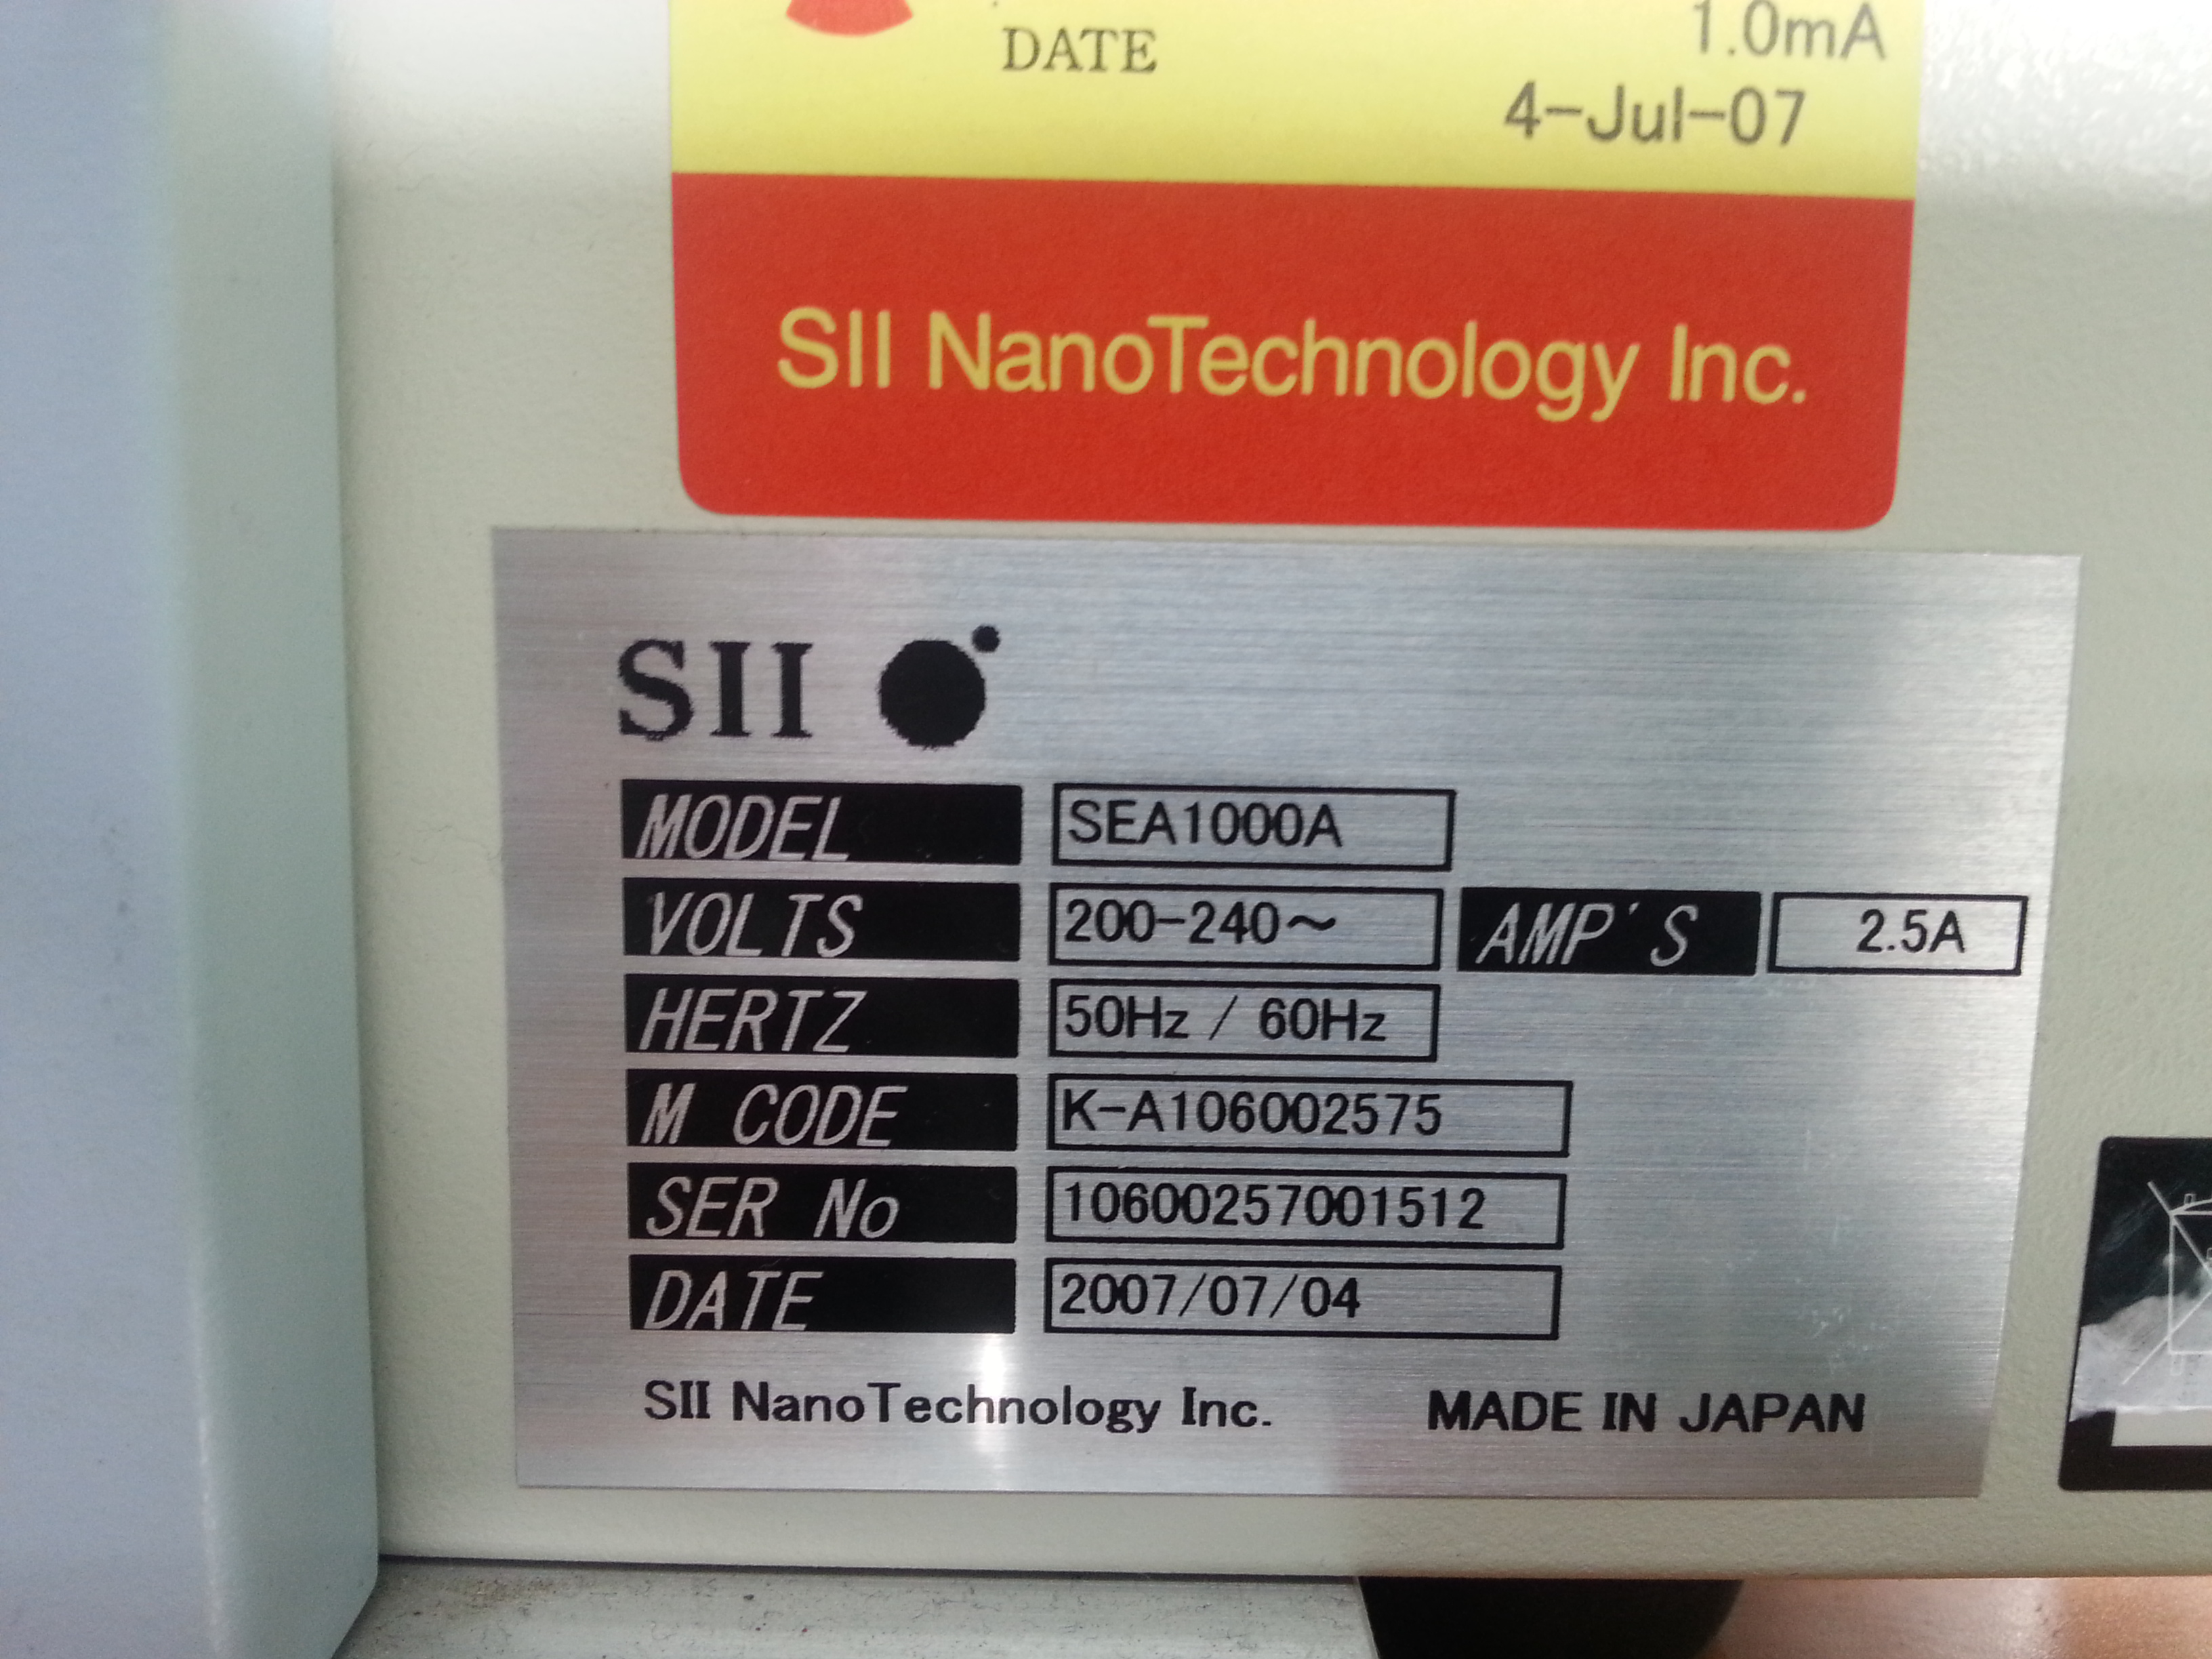 1.0mA
DATE
4-Jul-07
SII NanoTechnology Inc.
SII
MODEL SEA1000A
VOLTS 200-240~ AMP'S 2.5A
HERTZ 50Hz / 60Hz
M CODE K-A106002575
SER No 10600257001512
DATE 2007/07/04
SII NanoTechnology Inc. MADE IN JAPAN